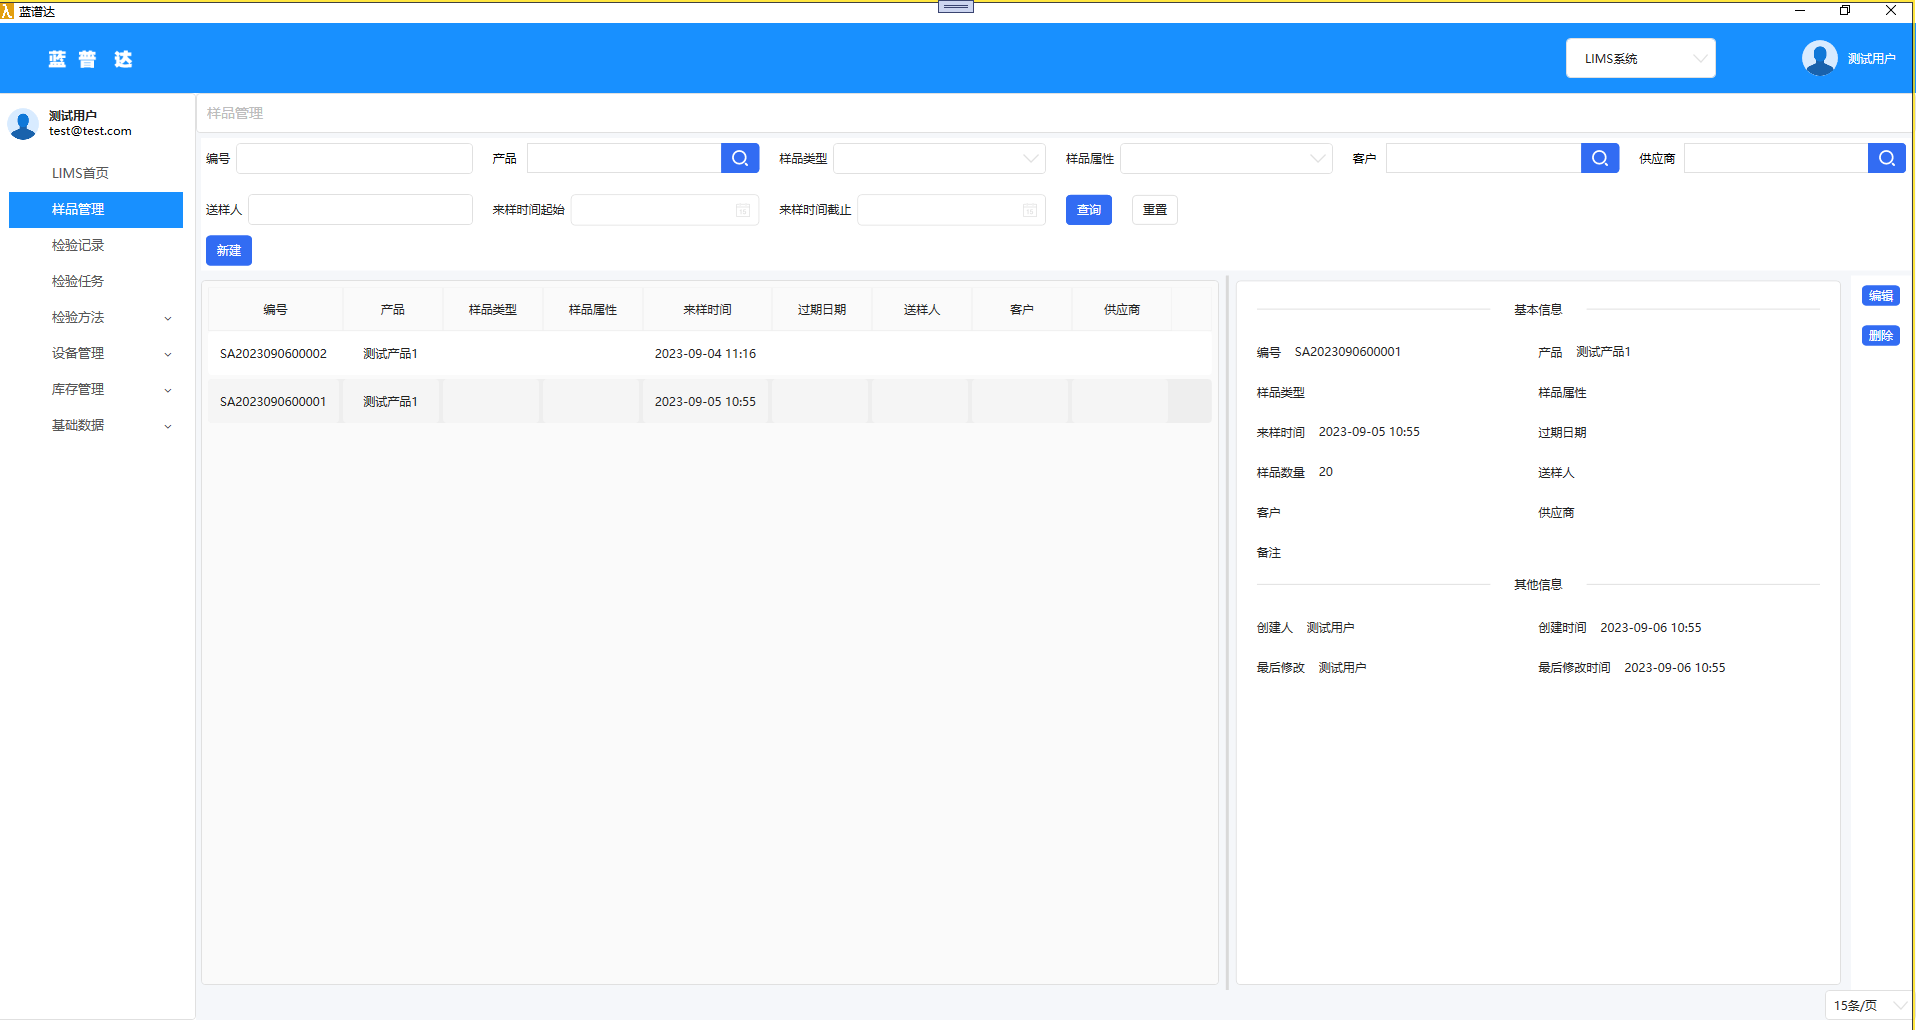 蓝谱达
蓝普达
LIMS系统
测试用户
测试用户
test@test.com
LIMS首页
样品管理
检验记录
检验任务
检验方法
设备管理
库存管理
基础数据
样品管理
编号 产品 样品类型 样品属性 客户 供应商
送样人 来样时间起始 来样时间截止 查询 重置
新建
编号 产品 样品类型 样品属性 来样时间 过期日期 送样人 客户 供应商
SA2023090600002 测试产品1 2023-09-04 11:16
SA2023090600001 测试产品1 2023-09-05 10:55
基本信息
编号 SA2023090600001 产品 测试产品1
样品类型 样品属性
来样时间 2023-09-05 10:55 过期日期
样品数量 20 送样人
客户 供应商
备注
其他信息
创建人 测试用户 创建时间 2023-09-06 10:55
最后修改 测试用户 最后修改时间 2023-09-06 10:55
编辑
删除
15条/页